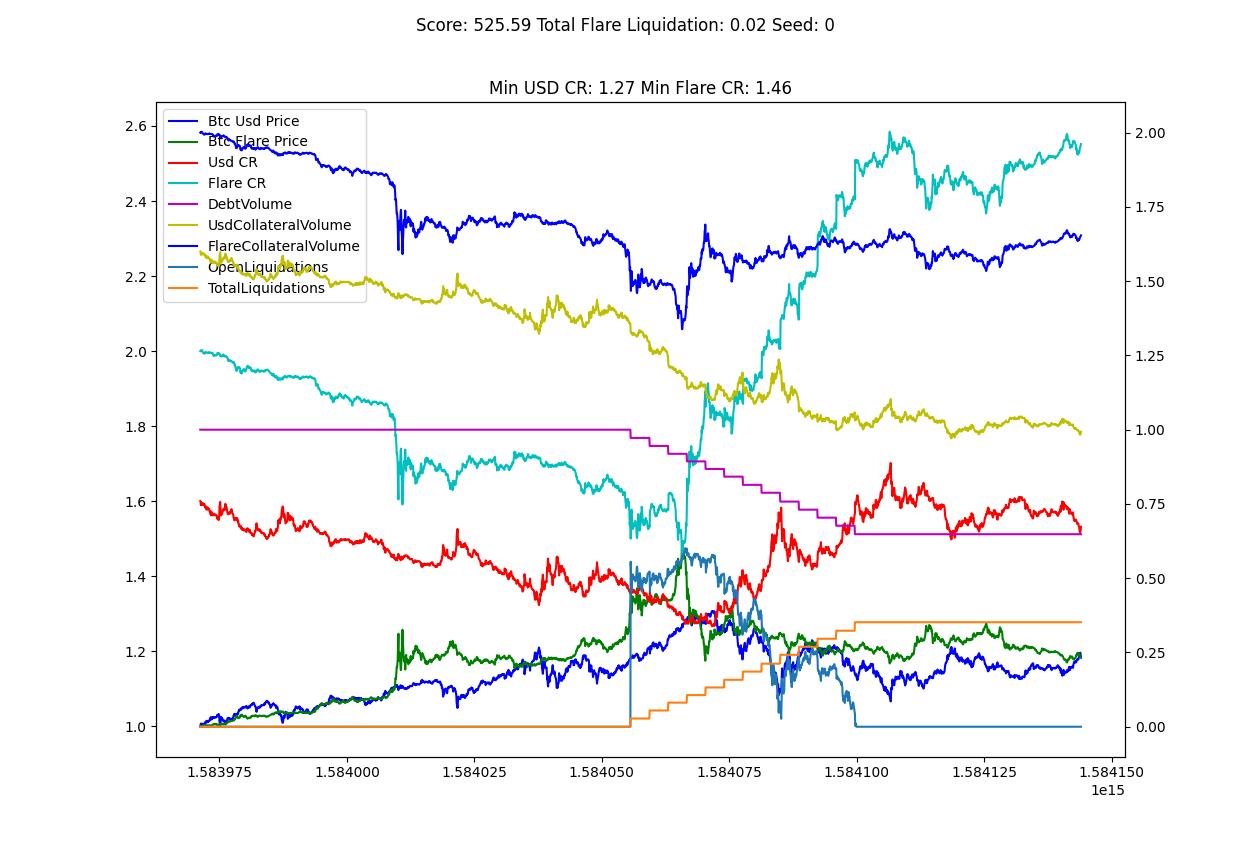 Score: 525.59 Total Flare Liquidation: 0.02 Seed: 0
Min USD CR: 1.27 Min Flare CR: 1.46
Btc Usd Price
Btc Flare Price
Usd CR
Flare CR
DebtVolume
UsdCollateralVolume
FlareCollateralVolume
OpenLiquidations
TotalLiquidations
2.6
2.4
2.2
2.0
1.8
1.6
1.4
1.2
1.0
2.00
1.75
1.50
1.25
1.00
0.75
0.50
0.25
0.00
1.583975 1.584000 1.584025 1.584050 1.584075 1.584100 1.584125 1.584150
1e15